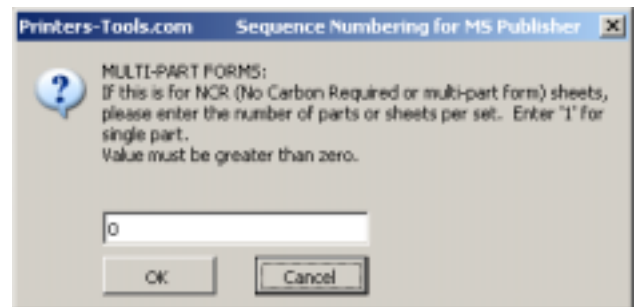 Printers-Tools.com Sequence Numbering for MS Publisher
MULTI-PART FORMS:
If this is for NCR (No Carbon Required or multi-part form) sheets,
please enter the number of parts or sheets per set. Enter '1' for
single part.
Value must be greater than zero.
0
OK Cancel